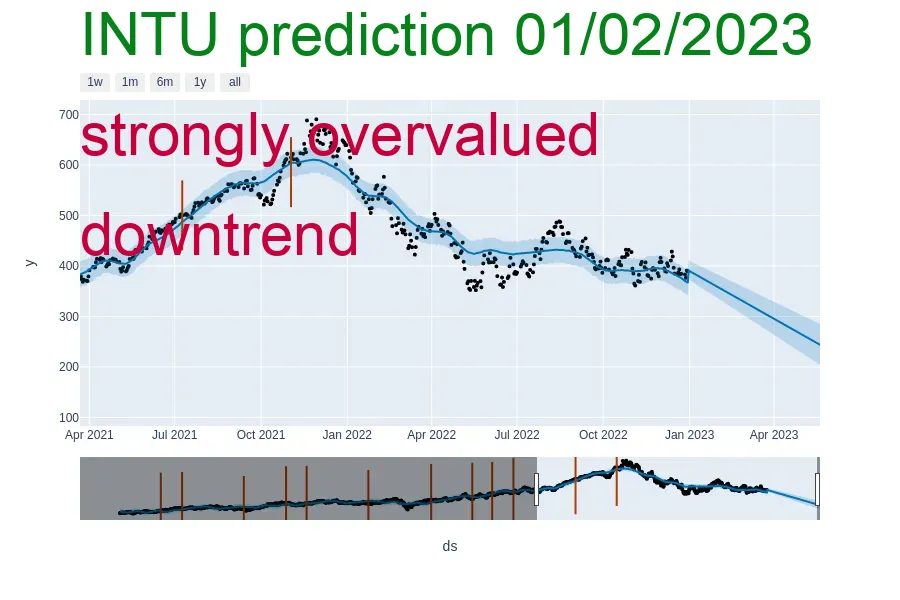 INTU prediction 01/02/2023
1w 1m 6m 1y all
700
strongly overvalued
600
500
downtrend
400
y
300
200
100
Apr 2021 Jul 2021 Oct 2021 Jan 2022 Apr 2022 Jul 2022 Oct 2022 Jan 2023 Apr 2023
ds